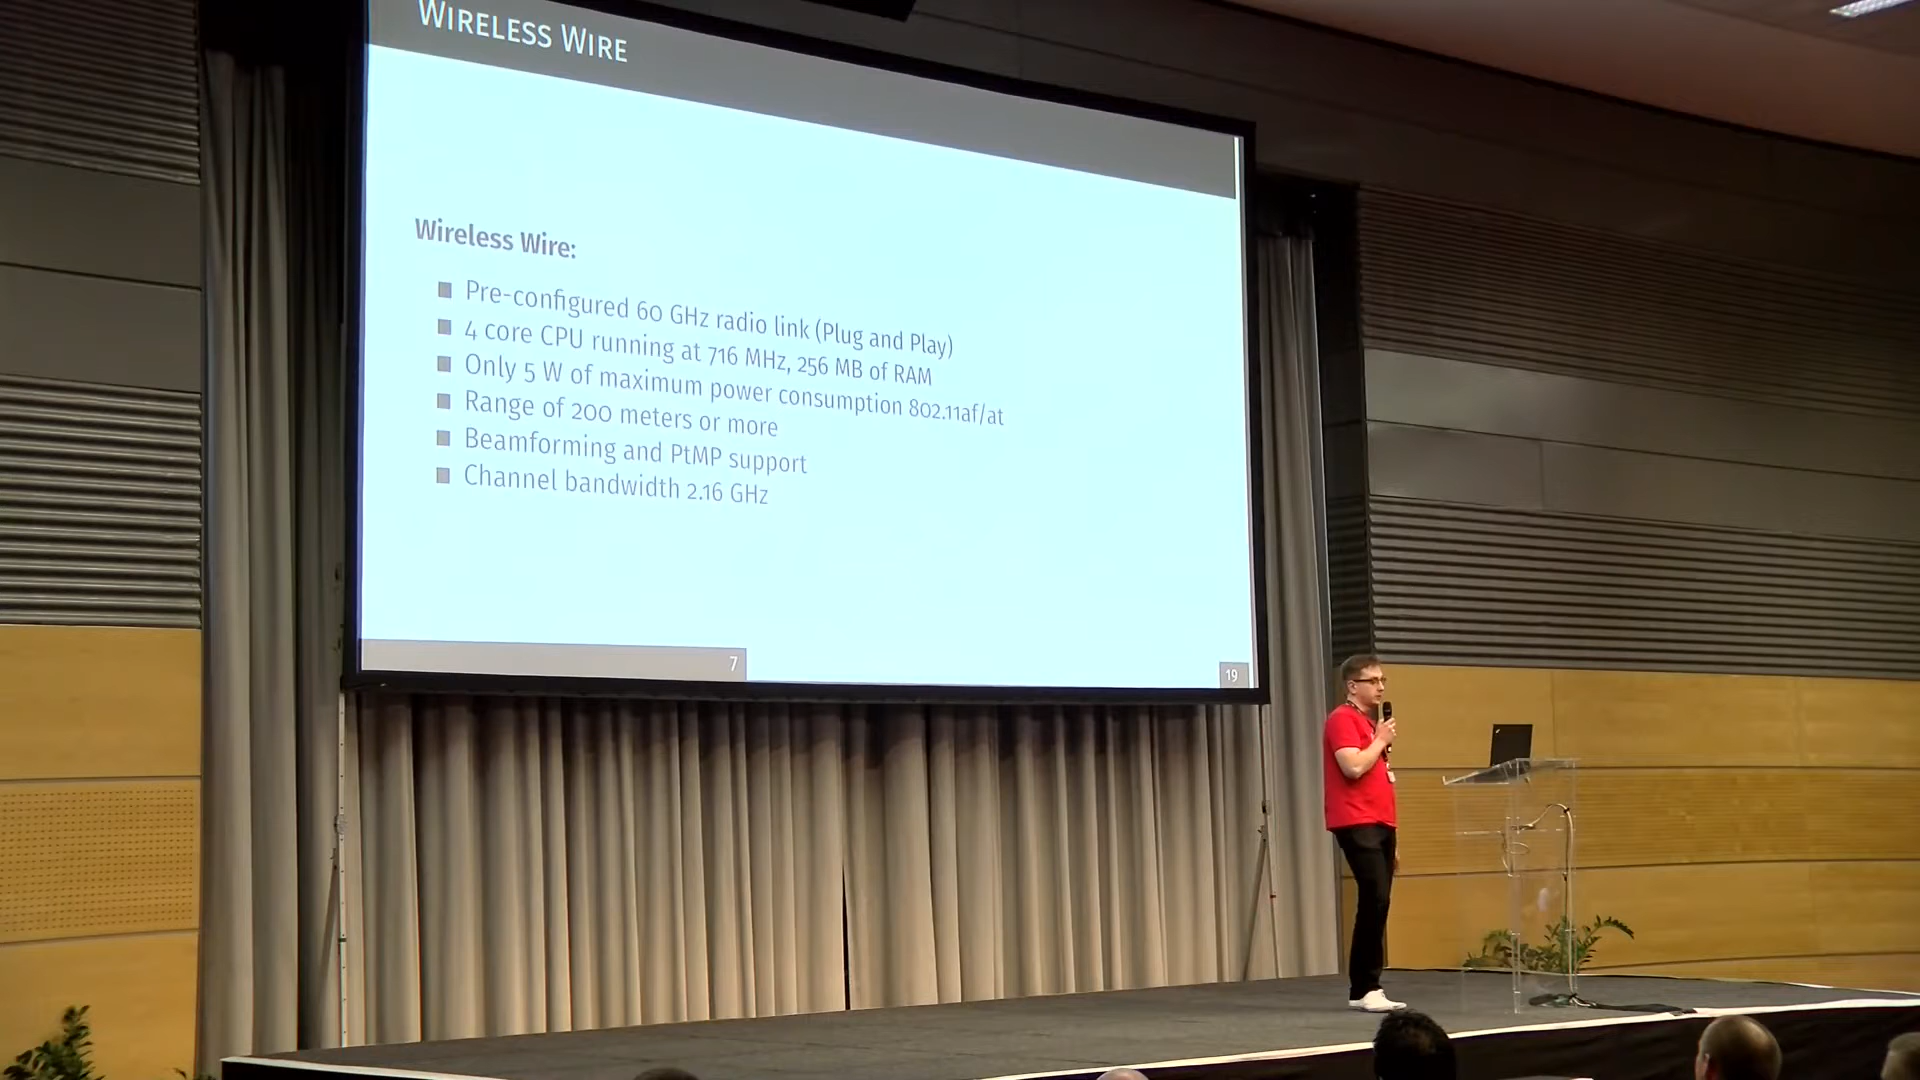 WIRELESS WIRE
Wireless Wire:
Pre-configured 60 GHz radio link (Plug and Play)
4 core CPU running at 716 MHz, 256 MB of RAM
Only 5 W of maximum power consumption 802.11af/at
Range of 200 meters or more
Beamforming and PtMP support
Channel bandwidth 2.16 GHz
7
19